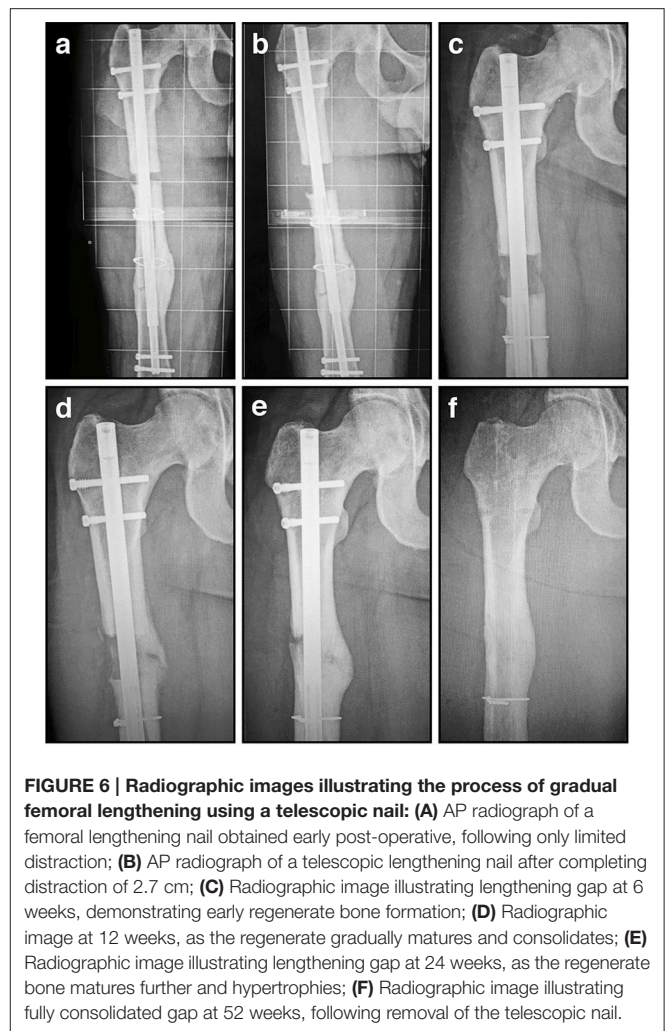 a
b
c
d
e
f
FIGURE 6 | Radiographic images illustrating the process of gradual
femoral lengthening using a telescopic nail: (A) AP radiograph of a
femoral lengthening nail obtained early post-operative, following only limited
distraction; (B) AP radiograph of a telescopic lengthening nail after completing
distraction of 2.7 cm; (C) Radiographic image illustrating lengthening gap at 6
weeks, demonstrating early regenerate bone formation; (D) Radiographic
image at 12 weeks, as the regenerate gradually matures and consolidates; (E)
Radiographic image illustrating lengthening gap at 24 weeks, as the regenerate
bone matures further and hypertrophies; (F) Radiographic image illustrating
fully consolidated gap at 52 weeks, following removal of the telescopic nail.